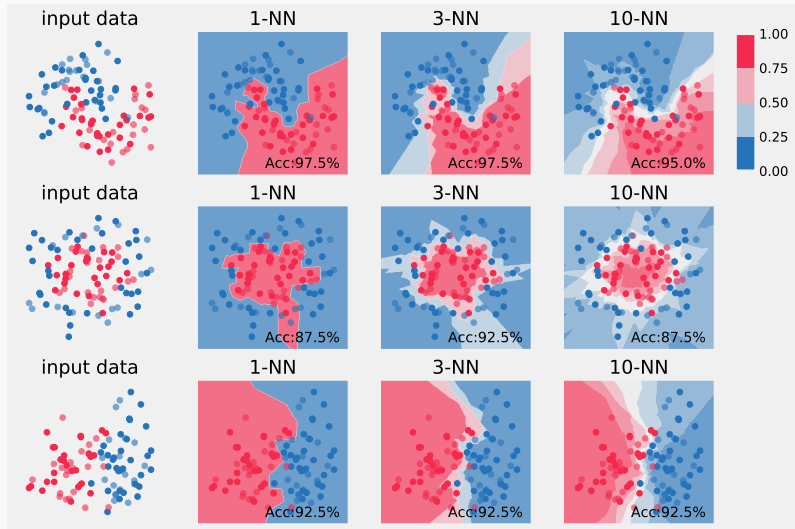 input data 1-NN 3-NN 10-NN
1.00
0.75
0.50
0.25
0.00
Acc:97.5% Acc:97.5% Acc:95.0%
input data 1-NN 3-NN 10-NN
Acc:87.5% Acc:92.5% Acc:87.5%
input data 1-NN 3-NN 10-NN
Acc:92.5% Acc:92.5% Acc:92.5%